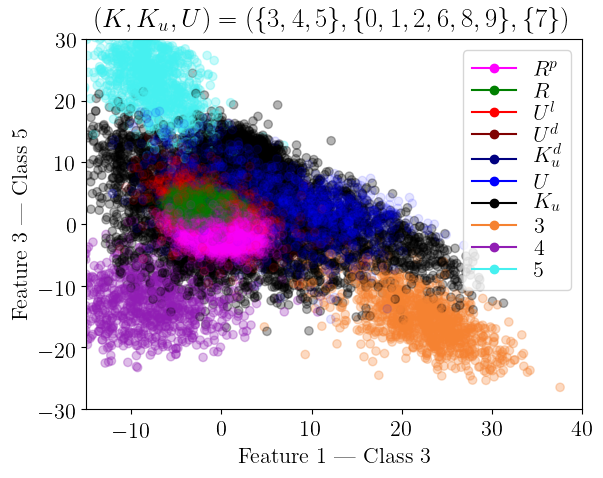 (K, K_u, U) = ({3, 4, 5}, {0, 1, 2, 6, 8, 9}, {7})
30
20
10
0
−10
−20
−30
Feature 3 — Class 5
−10 0 10 20 30 40
Feature 1 — Class 3
R^p
R
U^l
U^d
K_u^d
U
K_u
3
4
5